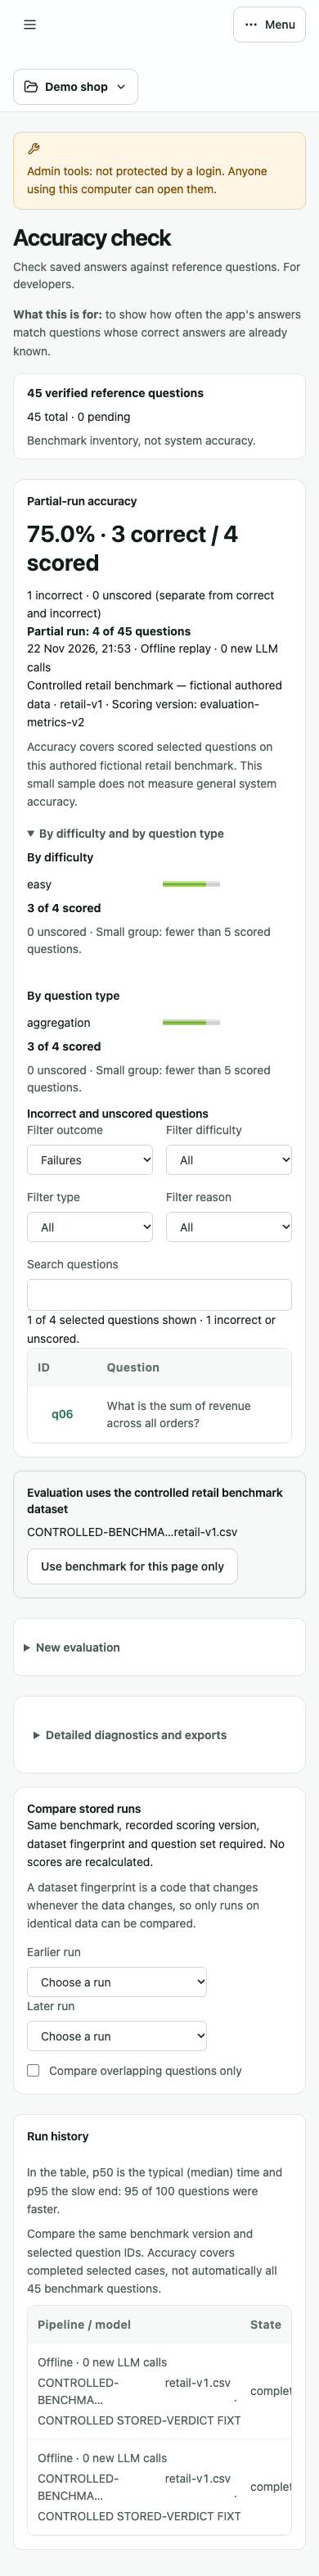 Menu
Demo shop
Admin tools: not protected by a login. Anyone
using this computer can open them.
Accuracy check
Check saved answers against reference questions. For
developers.
What this is for: to show how often the app's answers
match questions whose correct answers are already
known.
45 verified reference questions
45 total · 0 pending
Benchmark inventory, not system accuracy.
Partial-run accuracy
75.0% · 3 correct / 4
scored
1 incorrect · 0 unscored (separate from correct
and incorrect)
Partial run: 4 of 45 questions
22 Nov 2026, 21:53 · Offline replay · 0 new LLM
calls
Controlled retail benchmark — fictional authored
data · retail-v1 · Scoring version: evaluation-
metrics-v2
Accuracy covers scored selected questions on
this authored fictional retail benchmark. This
small sample does not measure general system
accuracy.
▼ By difficulty and by question type
By difficulty
easy
3 of 4 scored
0 unscored · Small group: fewer than 5 scored
questions.
By question type
aggregation
3 of 4 scored
0 unscored · Small group: fewer than 5 scored
questions.
Incorrect and unscored questions
Filter outcome Filter difficulty
Failures All
Filter type Filter reason
All All
Search questions
1 of 4 selected questions shown · 1 incorrect or
unscored.
ID Question
q06 What is the sum of revenue
across all orders?
Evaluation uses the controlled retail benchmark
dataset
CONTROLLED-BENCHMA...retail-v1.csv
Use benchmark for this page only
▶ New evaluation
▶ Detailed diagnostics and exports
Compare stored runs
Same benchmark, recorded scoring version,
dataset fingerprint and question set required. No
scores are recalculated.
A dataset fingerprint is a code that changes
whenever the data changes, so only runs on
identical data can be compared.
Earlier run
Choose a run
Later run
Choose a run
Compare overlapping questions only
Run history
In the table, p50 is the typical (median) time and
p95 the slow end: 95 of 100 questions were
faster.
Compare the same benchmark version and
selected question IDs. Accuracy covers
completed selected cases, not automatically all
45 benchmark questions.
Pipeline / model State
Offline · 0 new LLM calls
CONTROLLED- retail-v1.csv
BENCHMA... · complet
CONTROLLED STORED-VERDICT FIXT
Offline · 0 new LLM calls
CONTROLLED- retail-v1.csv
BENCHMA... · complet
CONTROLLED STORED-VERDICT FIXT